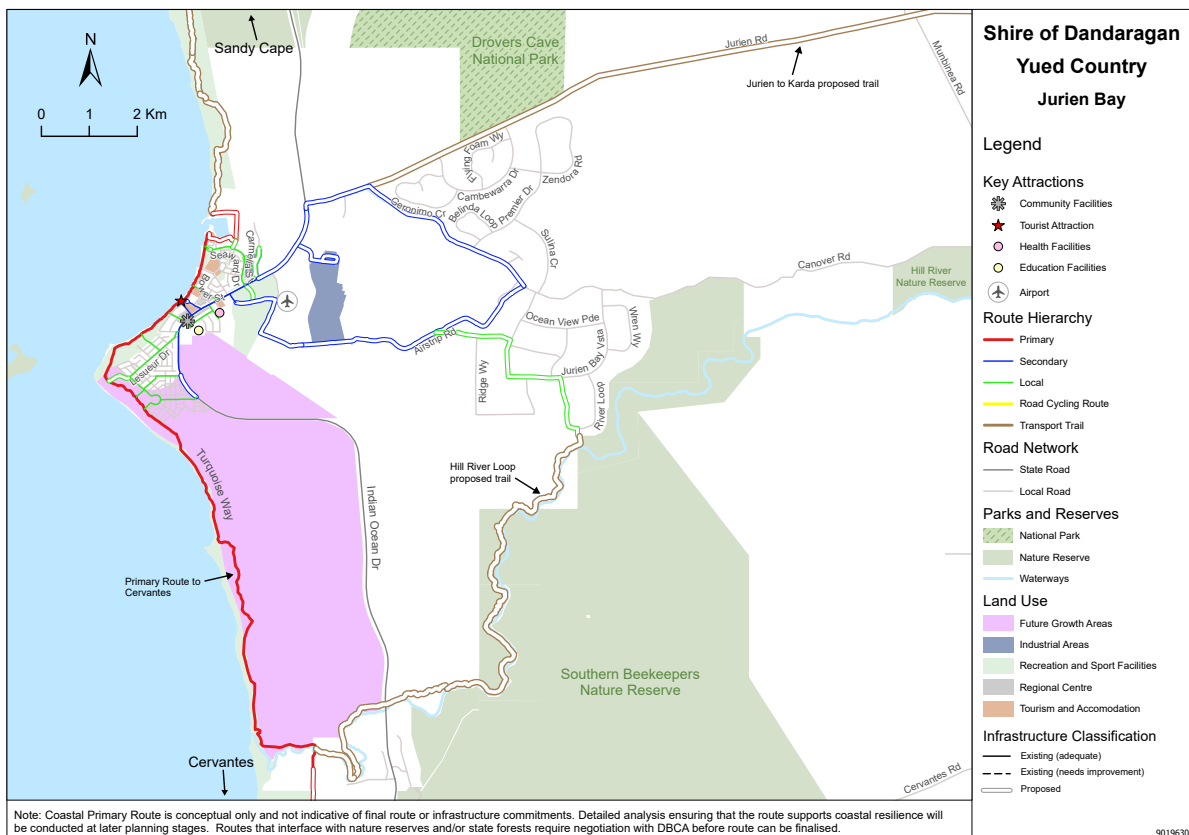 Shire of Dandaragan
Yued Country
Jurien Bay
Legend
Key Attractions
Community Facilities
Tourist Attraction
Health Facilities
Education Facilities
Airport
Route Hierarchy
Primary
Secondary
Local
Road Cycling Route
Transport Trail
Road Network
State Road
Local Road
Parks and Reserves
National Park
Nature Reserve
Waterways
Land Use
Future Growth Areas
Industrial Areas
Recreation and Sport Facilities
Regional Centre
Tourism and Accomodation
Infrastructure Classification
Existing (adequate)
Existing (needs improvement)
Proposed
9019630
N
0 1 2 Km
Sandy Cape
Drovers Cave
National Park
Jurien Rd
Jurien to Karda proposed trail
Munbinea Rd
Flying Foam Wy
Cambewarra Dr
Zendora Rd
Geronimo Cr
Belinda Loop
Premier Dr
Sulina Cr
Canover Rd
Hill River
Nature Reserve
Seaward Dr
Carmella St
Bower St
Airstrip Rd
Ocean View Pde
Wren Wy
Jurien Bay Vista
Ridge Wy
River Loop
Lesueur Dr
Turquoise Way
Hill River Loop
proposed trail
Indian Ocean Dr
Primary Route to
Cervantes
Southern Beekeepers
Nature Reserve
Cervantes
Cervantes Rd
Note: Coastal Primary Route is conceptual only and not indicative of final route or infrastructure commitments. Detailed analysis ensuring that the route supports coastal resilience will
be conducted at later planning stages. Routes that interface with nature reserves and/or state forests require negotiation with DBCA before route can be finalised.